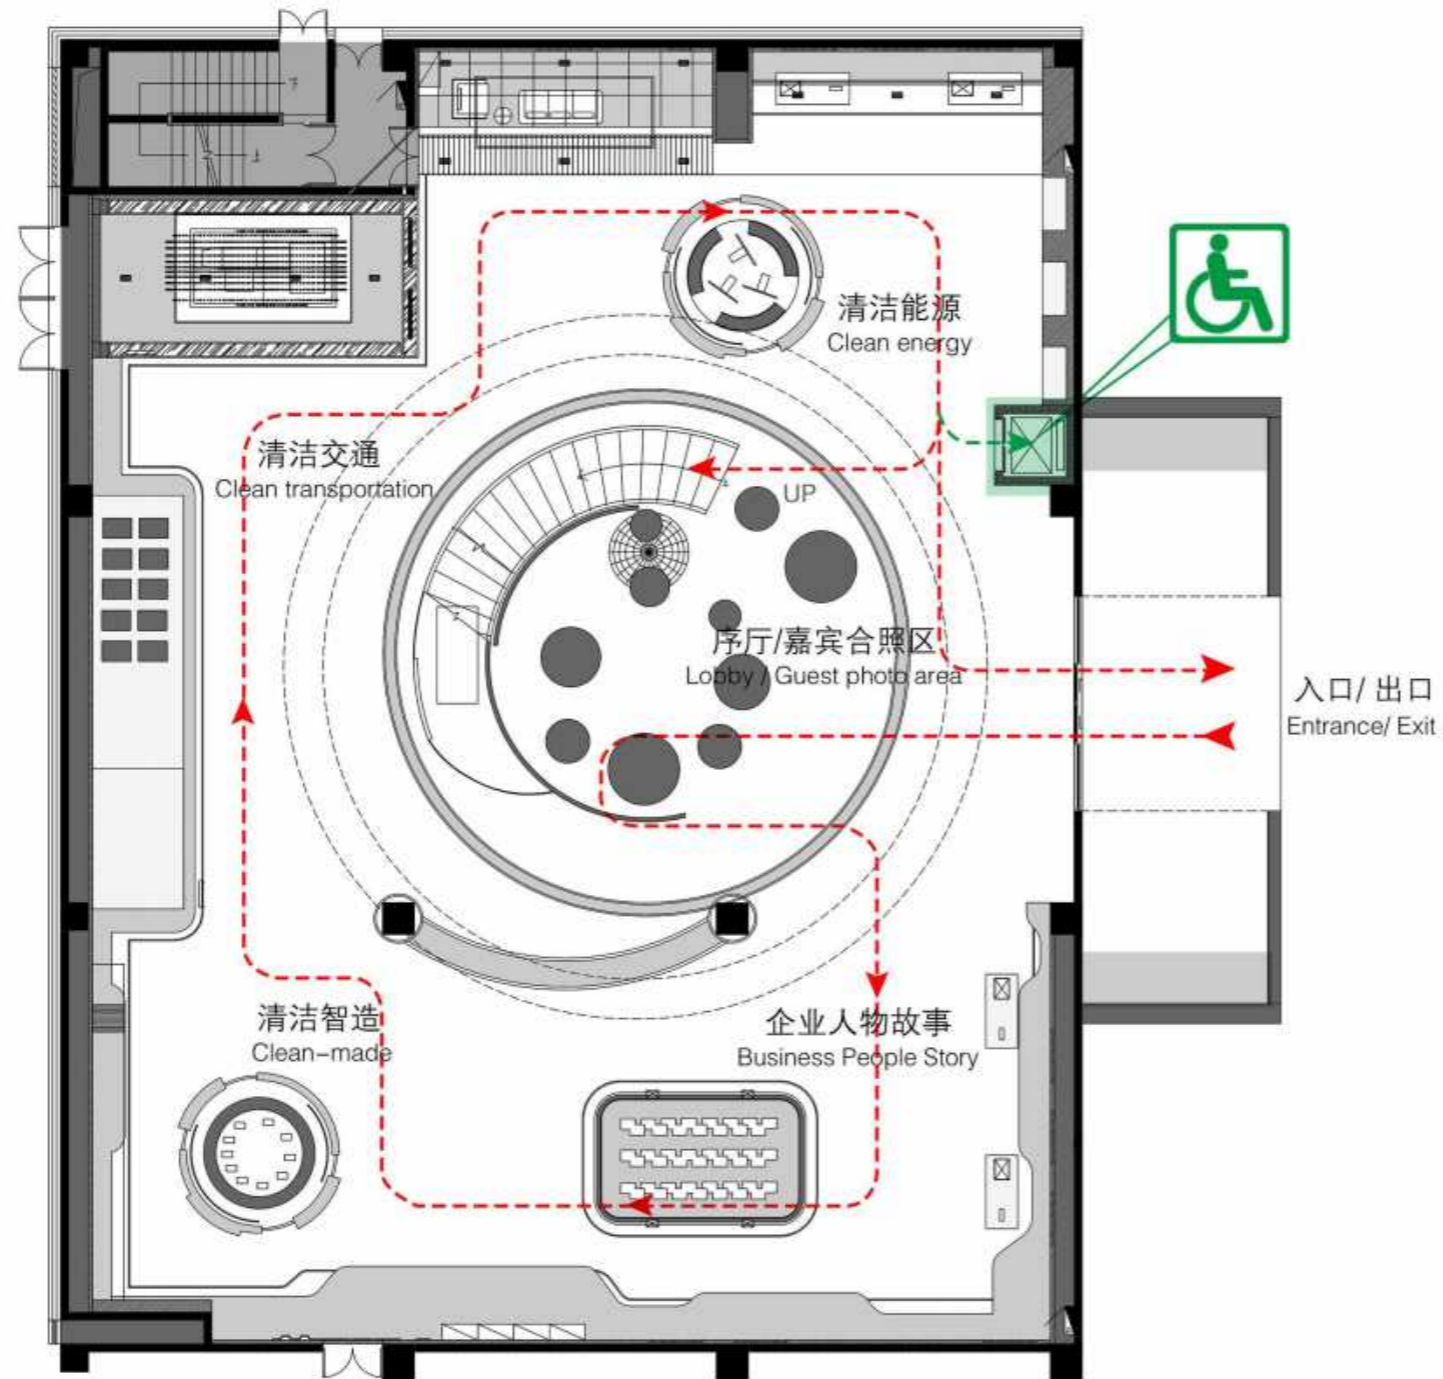 清洁能源
Clean energy
清洁交通
Clean transportation
UP
序厅/嘉宾合照区
Lobby / Guest photo area
入口/ 出口
Entrance/ Exit
清洁智造
Clean-made
企业人物故事
Business People Story